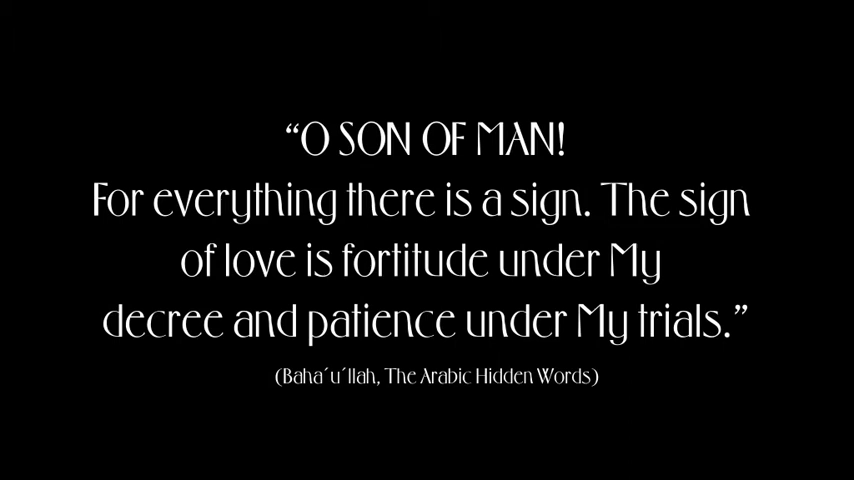 “O SON OF MAN!
For everything there is a sign. The sign
of love is fortitude under My
decree and patience under My trials.”
(Baha´u´llah, The Arabic Hidden Words)